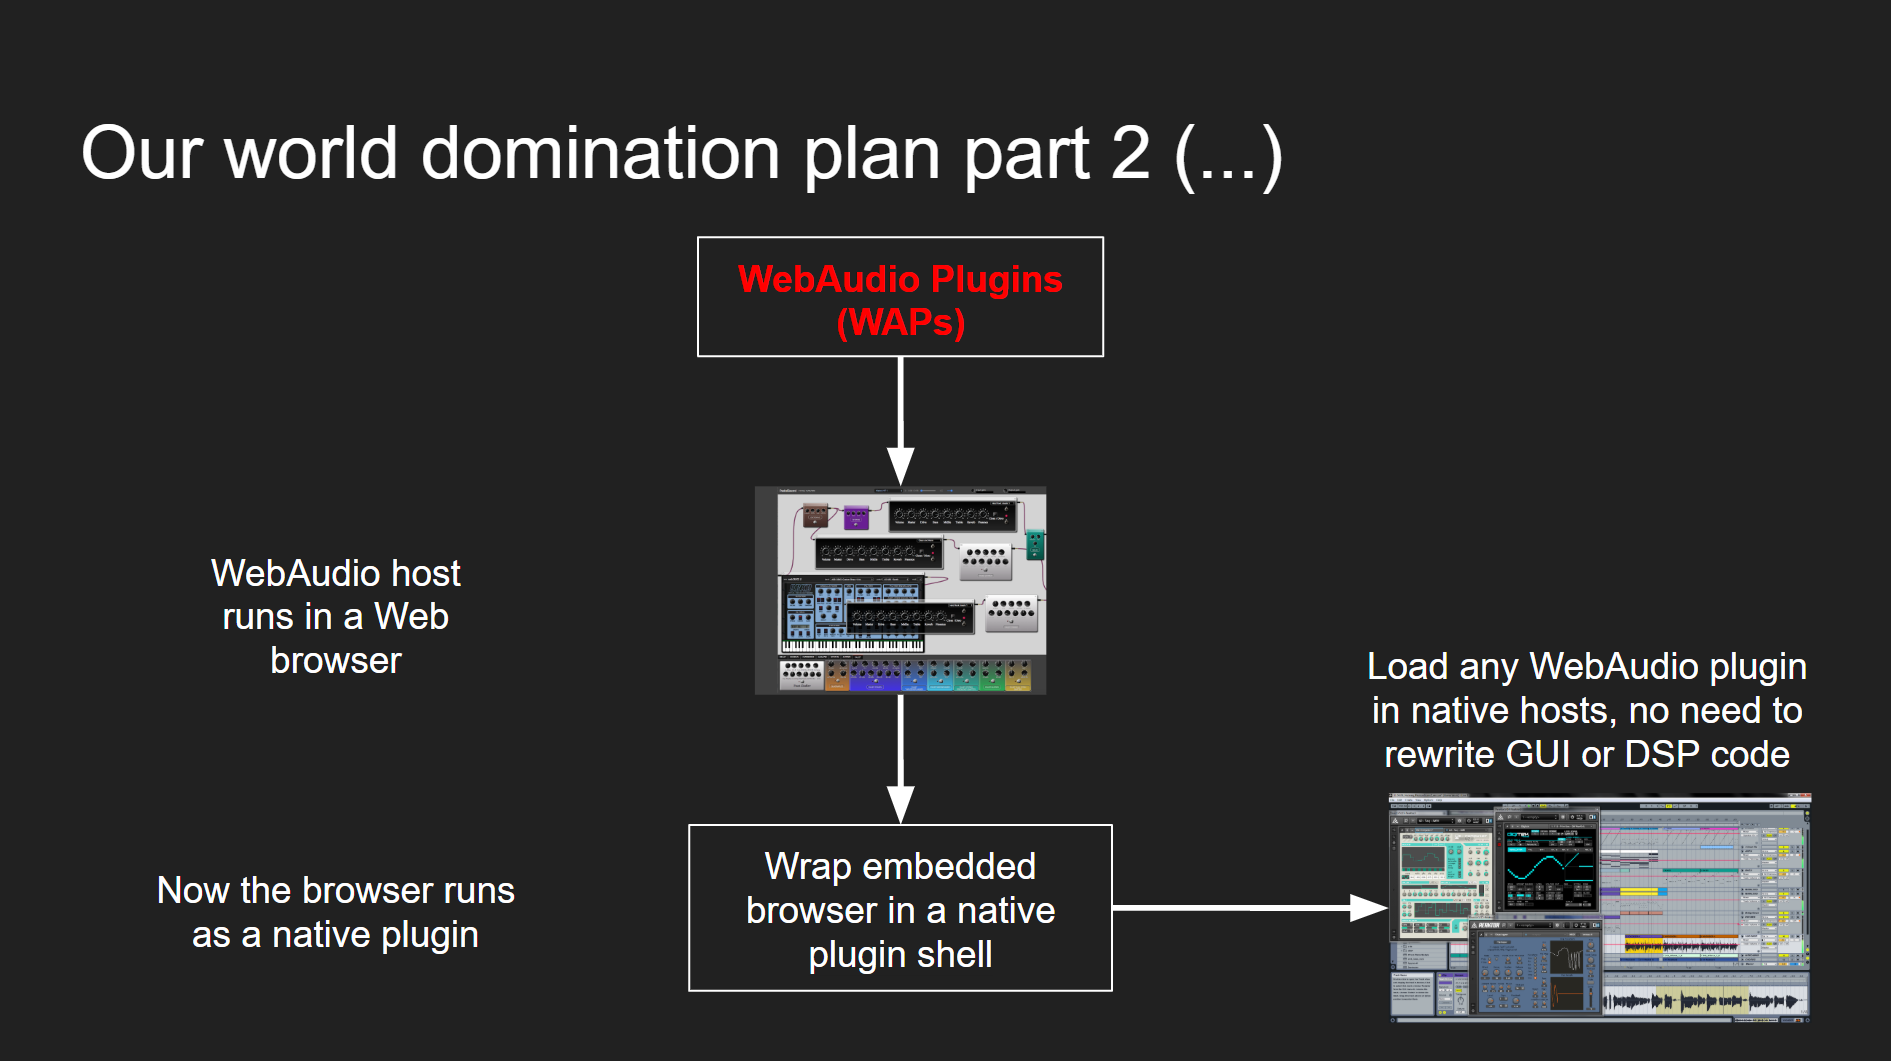 Our world domination plan part 2 (...)
WebAudio Plugins
(WAPs)
WebAudio host
runs in a Web
browser
Load any WebAudio plugin
in native hosts, no need to
rewrite GUI or DSP code
Now the browser runs
as a native plugin
Wrap embedded
browser in a native
plugin shell
REAKTOR